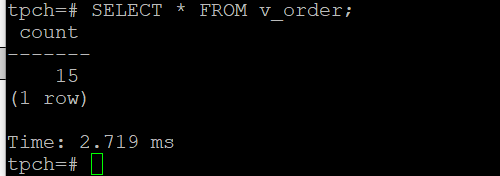 tpch=# SELECT * FROM v_order;
 count
-------
    15
(1 row)

Time: 2.719 ms
tpch=#